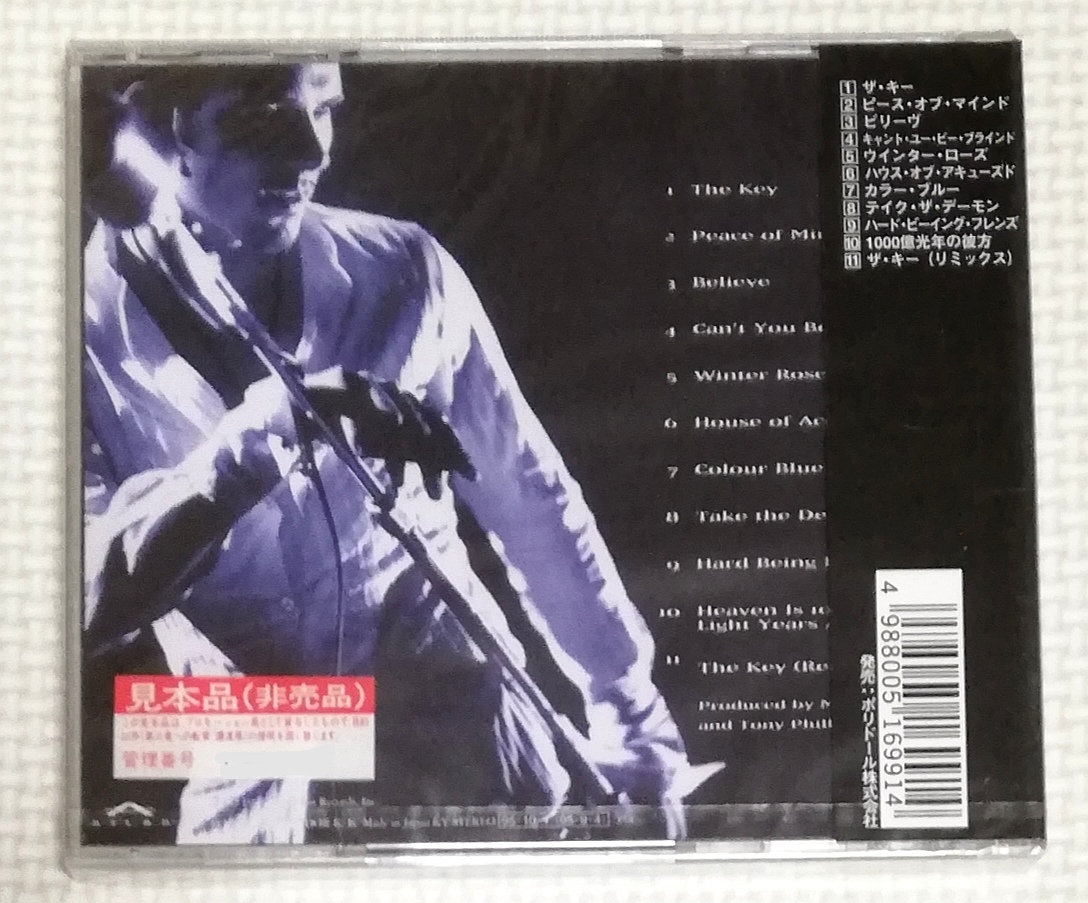 1 The Key
2 Peace of
3 Believe
4 Can't You
5 Winter Rose
6 House of
7 Colour Blue
8 Take the
9 Hard Being
10 Heaven Is
Light Years
11 The Key
Produced by
and Tony
1 ザ・キー
2 ピース・オブ・マインド
3 ビリーヴ
4 キャント・ユー・ビー・ブラインド
5 ウインター・ローズ
6 ハウス・オブ・アキューズド
7 カラー・ブルー
8 テイク・ザ・デーモン
9 ハード・ビーイング・フレンズ
10 1000億光年の彼方
11 ザ・キー (リミックス)
見本品(非売品)
管理番号
発売:ポリドール株式会社
4 988005 169914